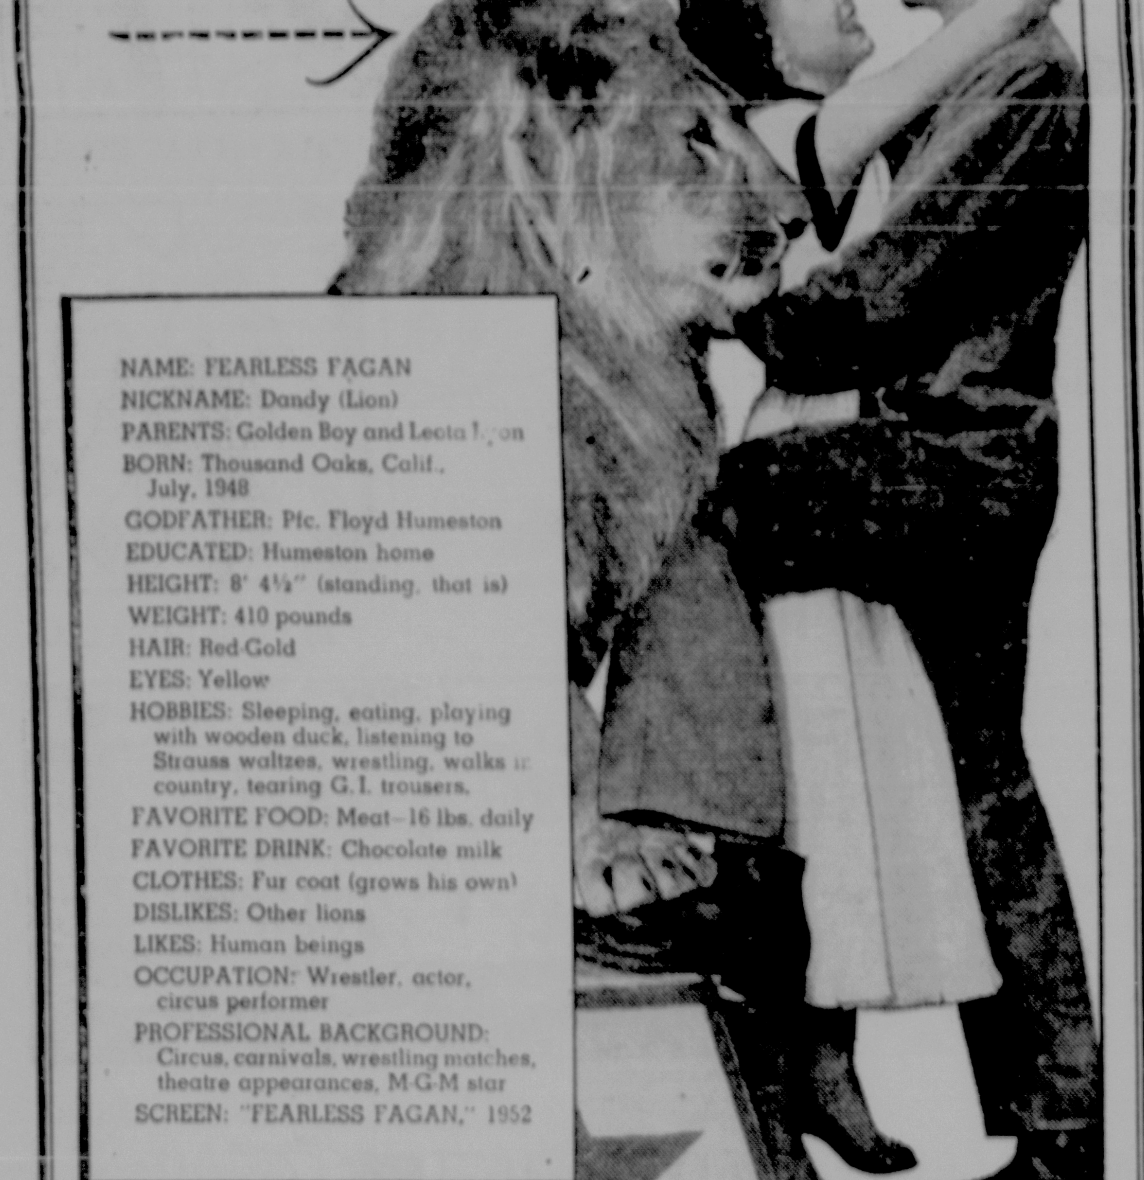 NAME: FEARLESS FAGAN
NICKNAME: Dandy (Lion)
PARENTS: Golden Boy and Leota Lyon
BORN: Thousand Oaks, Calif.,
July, 1948
GODFATHER: Pfc. Floyd Humeston
EDUCATED: Humeston home
HEIGHT: 8' 4½" (standing, that is)
WEIGHT: 410 pounds
HAIR: Red-Gold
EYES: Yellow
HOBBIES: Sleeping, eating, playing
with wooden duck, listening to
Strauss waltzes, wrestling, walks in
country, tearing G.I. trousers.
FAVORITE FOOD: Meat—16 lbs. daily
FAVORITE DRINK: Chocolate milk
CLOTHES: Fur coat (grows his own)
DISLIKES: Other lions
LIKES: Human beings
OCCUPATION: Wrestler, actor,
circus performer
PROFESSIONAL BACKGROUND:
Circus, carnivals, wrestling matches,
theatre appearances, M-G-M star
SCREEN: "FEARLESS FAGAN," 1952